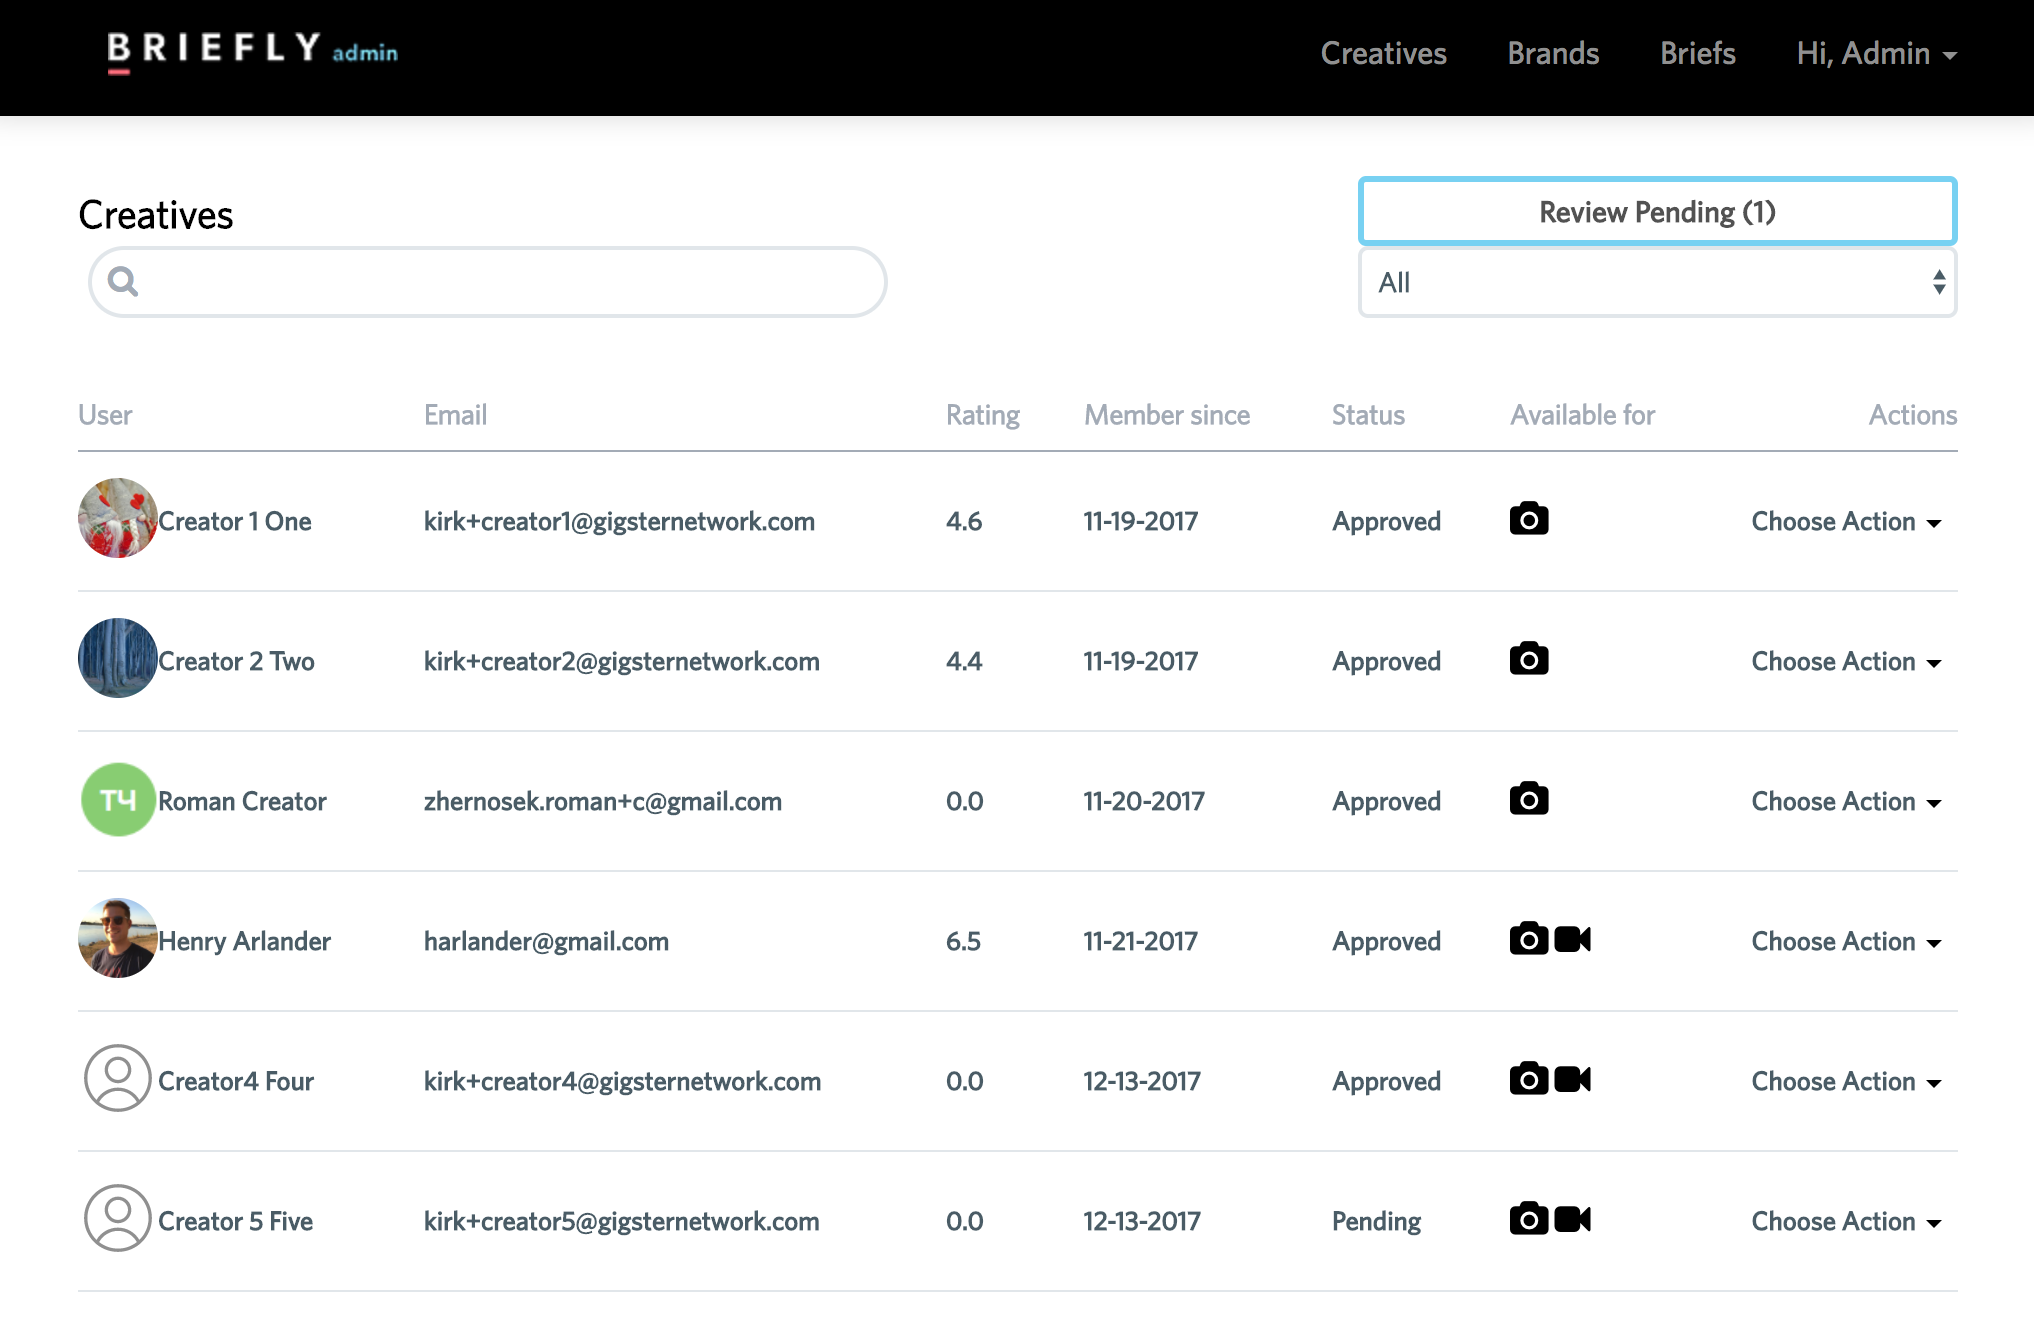 BRIEFLY admin Creatives Brands Briefs Hi, Admin
Creatives
Review Pending (1)
All
User Email Rating Member since Status Available for Actions
Creator 1 One kirk+creator1@gigsternetwork.com 4.6 11-19-2017 Approved Choose Action
Creator 2 Two kirk+creator2@gigsternetwork.com 4.4 11-19-2017 Approved Choose Action
TЧ Roman Creator zhernosek.roman+c@gmail.com 0.0 11-20-2017 Approved Choose Action
Henry Arlander harlander@gmail.com 6.5 11-21-2017 Approved Choose Action
Creator4 Four kirk+creator4@gigsternetwork.com 0.0 12-13-2017 Approved Choose Action
Creator 5 Five kirk+creator5@gigsternetwork.com 0.0 12-13-2017 Pending Choose Action